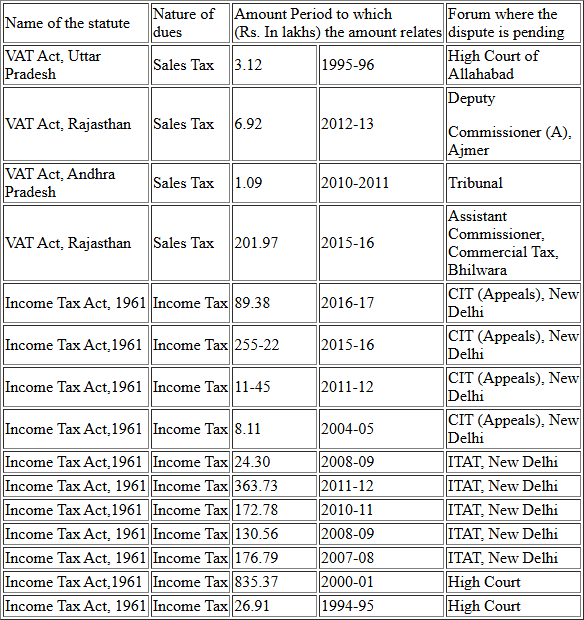 Name of the statute Nature of dues Amount Period to which (Rs. In lakhs) the amount relates Forum where the dispute is pending
VAT Act, Uttar Pradesh Sales Tax 3.12 1995-96 High Court of Allahabad
VAT Act, Rajasthan Sales Tax 6.92 2012-13 Deputy Commissioner (A), Ajmer
VAT Act, Andhra Pradesh Sales Tax 1.09 2010-2011 Tribunal
VAT Act, Rajasthan Sales Tax 201.97 2015-16 Assistant Commissioner, Commercial Tax, Bhilwara
Income Tax Act, 1961 Income Tax 89.38 2016-17 CIT (Appeals), New Delhi
Income Tax Act,1961 Income Tax 255-22 2015-16 CIT (Appeals), New Delhi
Income Tax Act,1961 Income Tax 11-45 2011-12 CIT (Appeals), New Delhi
Income Tax Act,1961 Income Tax 8.11 2004-05 CIT (Appeals), New Delhi
Income Tax Act,1961 Income Tax 24.30 2008-09 ITAT, New Delhi
Income Tax Act, 1961 Income Tax 363.73 2011-12 ITAT, New Delhi
Income Tax Act,1961 Income Tax 172.78 2010-11 ITAT, New Delhi
Income Tax Act,1961 Income Tax 130.56 2008-09 ITAT, New Delhi
Income Tax Act,1961 Income Tax 176.79 2007-08 ITAT, New Delhi
Income Tax Act,1961 Income Tax 835.37 2000-01 High Court
Income Tax Act, 1961 Income Tax 26.91 1994-95 High Court